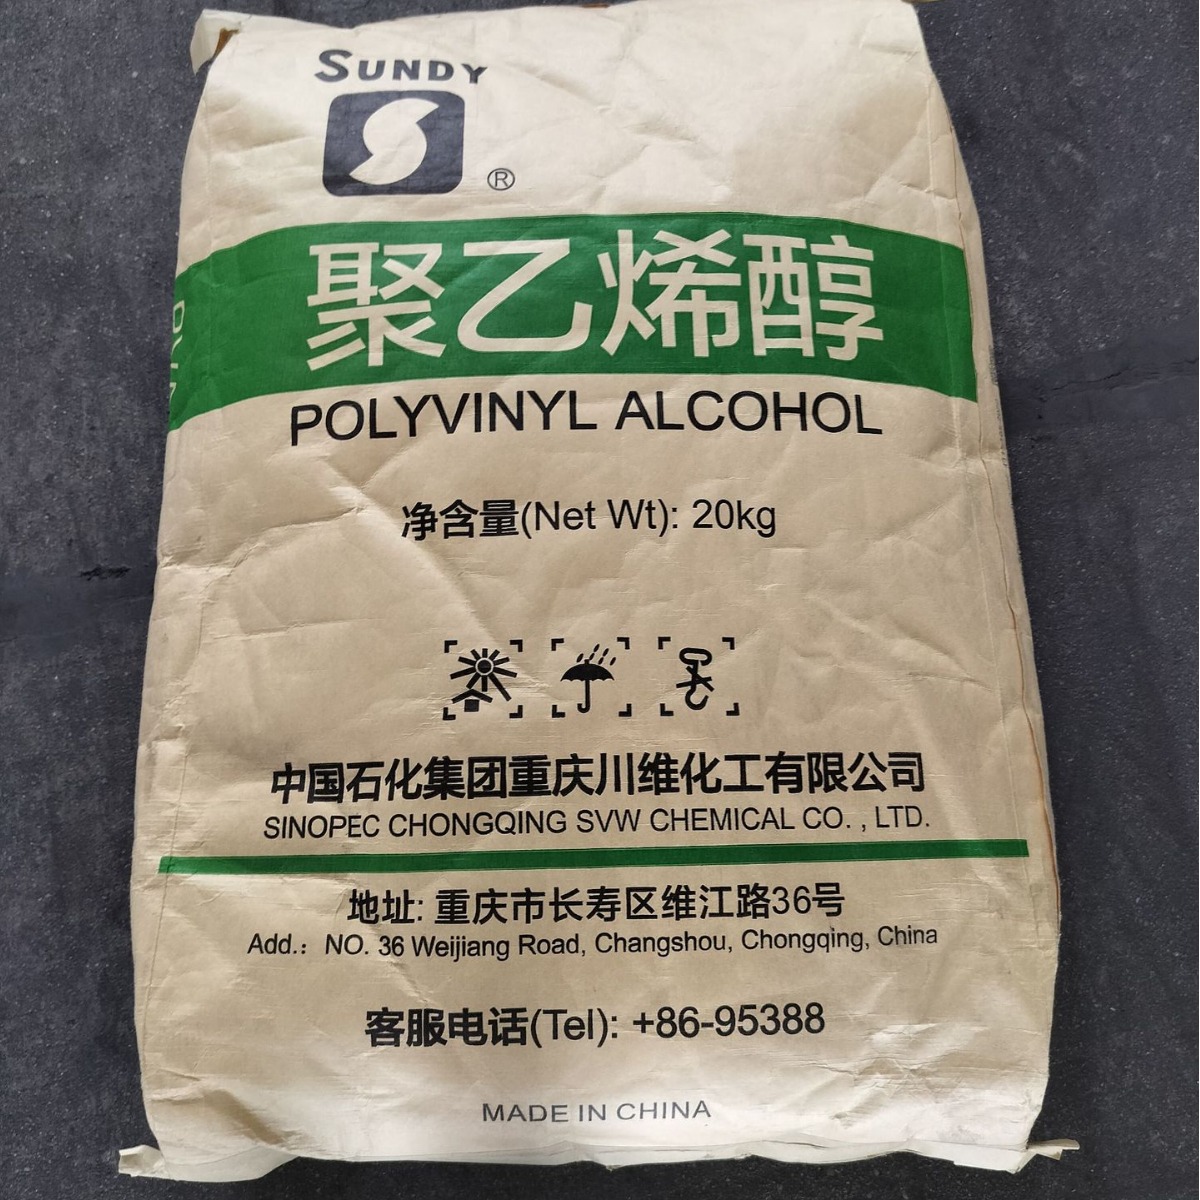 SUNDY
®
聚乙烯醇
POLYVINYL ALCOHOL
净含量(Net Wt): 20kg
中国石化集团重庆川维化工有限公司
SINOPEC CHONGQING SVW CHEMICAL CO. , LTD.
地址: 重庆市长寿区维江路36号
Add.: NO. 36 Weijiang Road, Changshou, Chongqing, China
客服电话(Tel): +86-95388
MADE IN CHINA